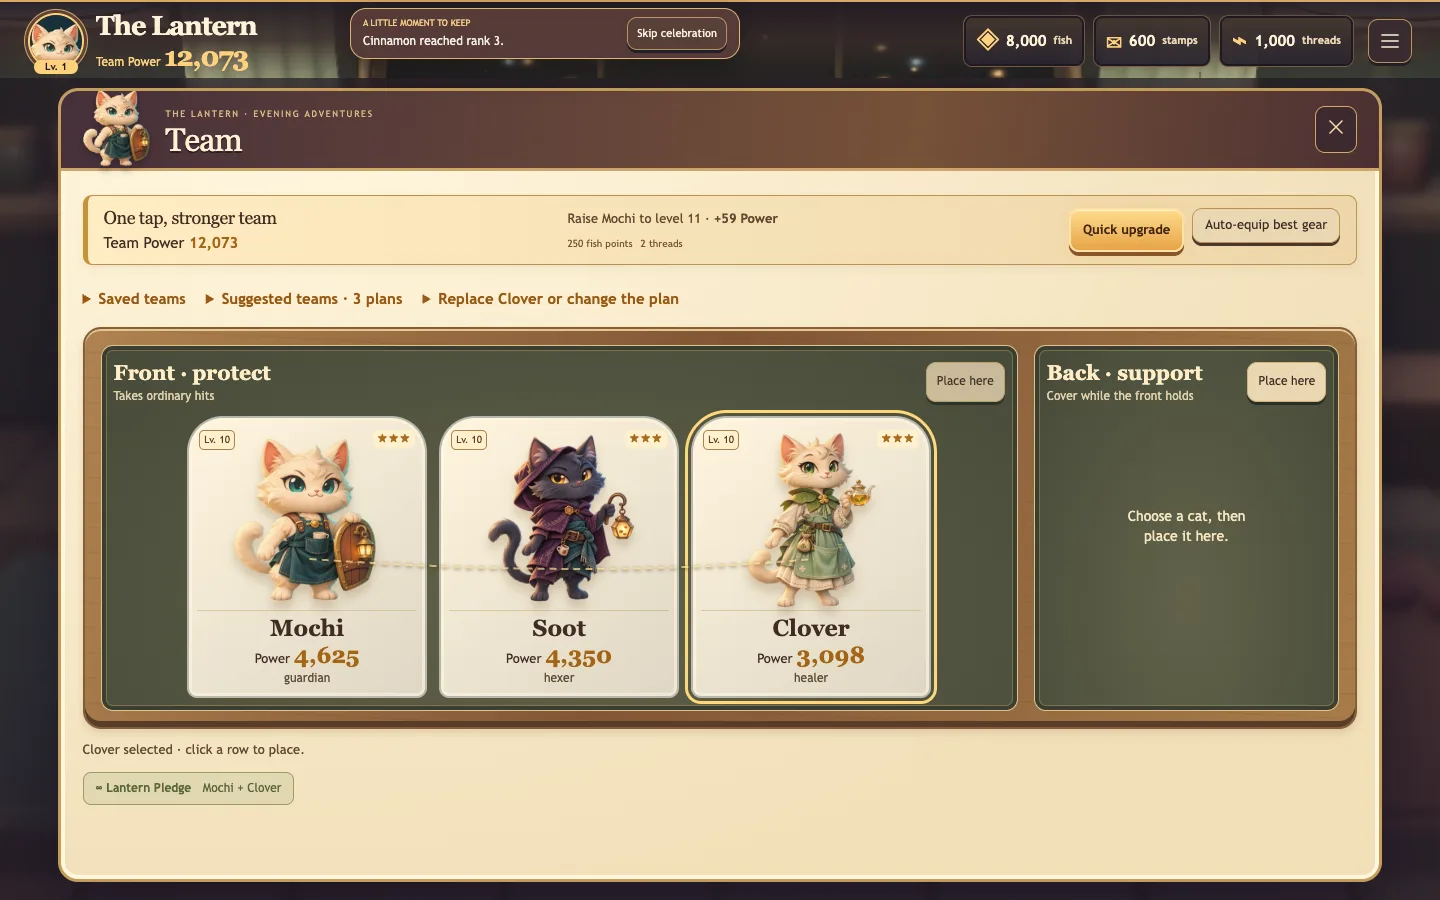 The Lantern
Team Power 12,073
Lv. 1
A LITTLE MOMENT TO KEEP
Cinnamon reached rank 3.
Skip celebration
8,000 fish
600 stamps
1,000 threads
THE LANTERN · EVENING ADVENTURES
Team
One tap, stronger team
Team Power 12,073
Raise Mochi to level 11 · +59 Power
250 fish points 2 threads
Quick upgrade
Auto-equip best gear
Saved teams
Suggested teams · 3 plans
Replace Clover or change the plan
Front · protect
Takes ordinary hits
Place here
Lv. 10
Mochi
Power 4,625
guardian
Lv. 10
Soot
Power 4,350
hexer
Lv. 10
Clover
Power 3,098
healer
Back · support
Cover while the front holds
Place here
Choose a cat, then
place it here.
Clover selected · click a row to place.
∞ Lantern Pledge Mochi + Clover